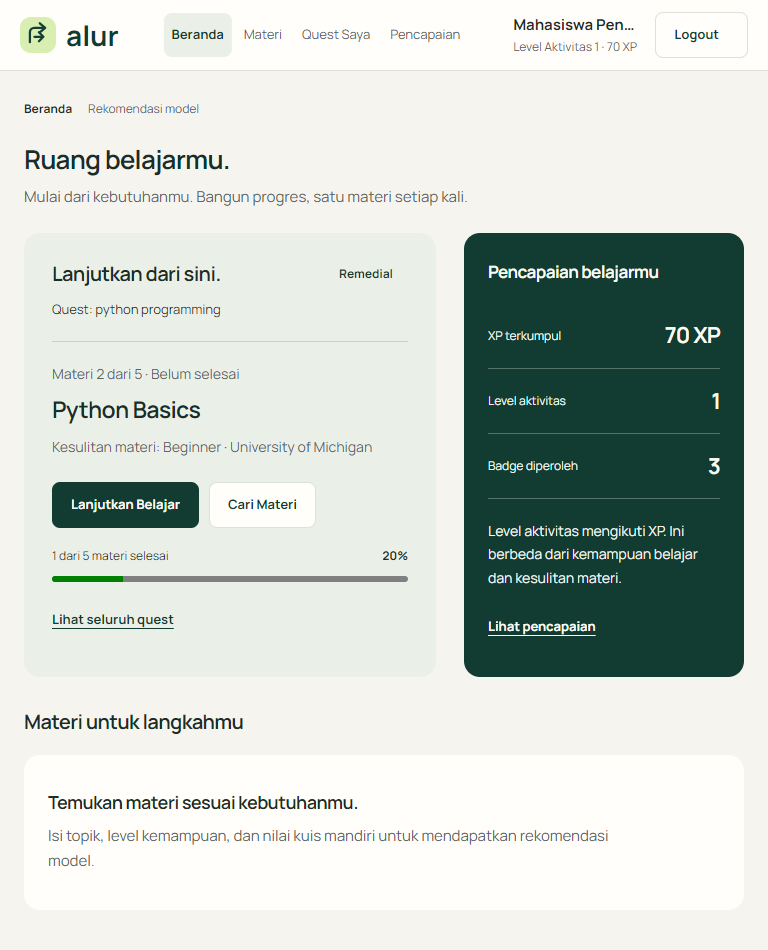 alur
Beranda Materi Quest Saya Pencapaian
Mahasiswa Pen...
Level Aktivitas 1 · 70 XP
Logout
Beranda Rekomendasi model
Ruang belajarmu.
Mulai dari kebutuhanmu. Bangun progres, satu materi setiap kali.
Lanjutkan dari sini.
Remedial
Quest: python programming
Materi 2 dari 5 · Belum selesai
Python Basics
Kesulitan materi: Beginner · University of Michigan
Lanjutkan Belajar
Cari Materi
1 dari 5 materi selesai
20%
Lihat seluruh quest
Pencapaian belajarmu
XP terkumpul
70 XP
Level aktivitas
1
Badge diperoleh
3
Level aktivitas mengikuti XP. Ini
berbeda dari kemampuan belajar
dan kesulitan materi.
Lihat pencapaian
Materi untuk langkahmu
Temukan materi sesuai kebutuhanmu.
Isi topik, level kemampuan, dan nilai kuis mandiri untuk mendapatkan rekomendasi
model.